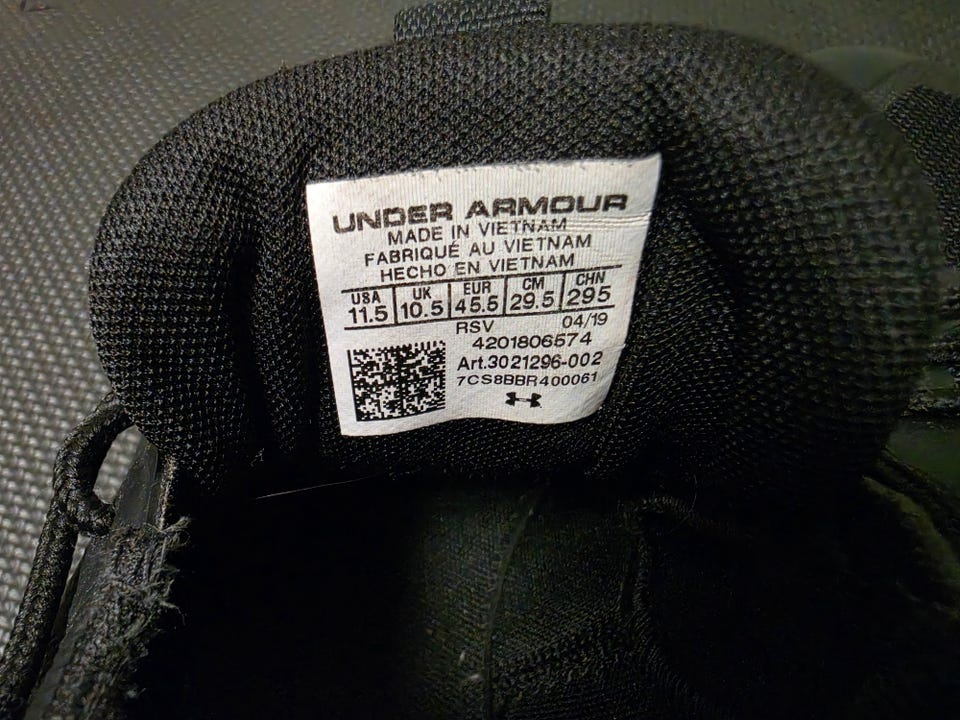 UNDER ARMOUR
MADE IN VIETNAM
FABRIQUÉ AU VIETNAM
HECHO EN VIETNAM
USA UK EUR CM CHN
11.5 10.5 45.5 29.5 295
RSV 04/19
4201806574
Art.3021296-002
7CS8BBR400061